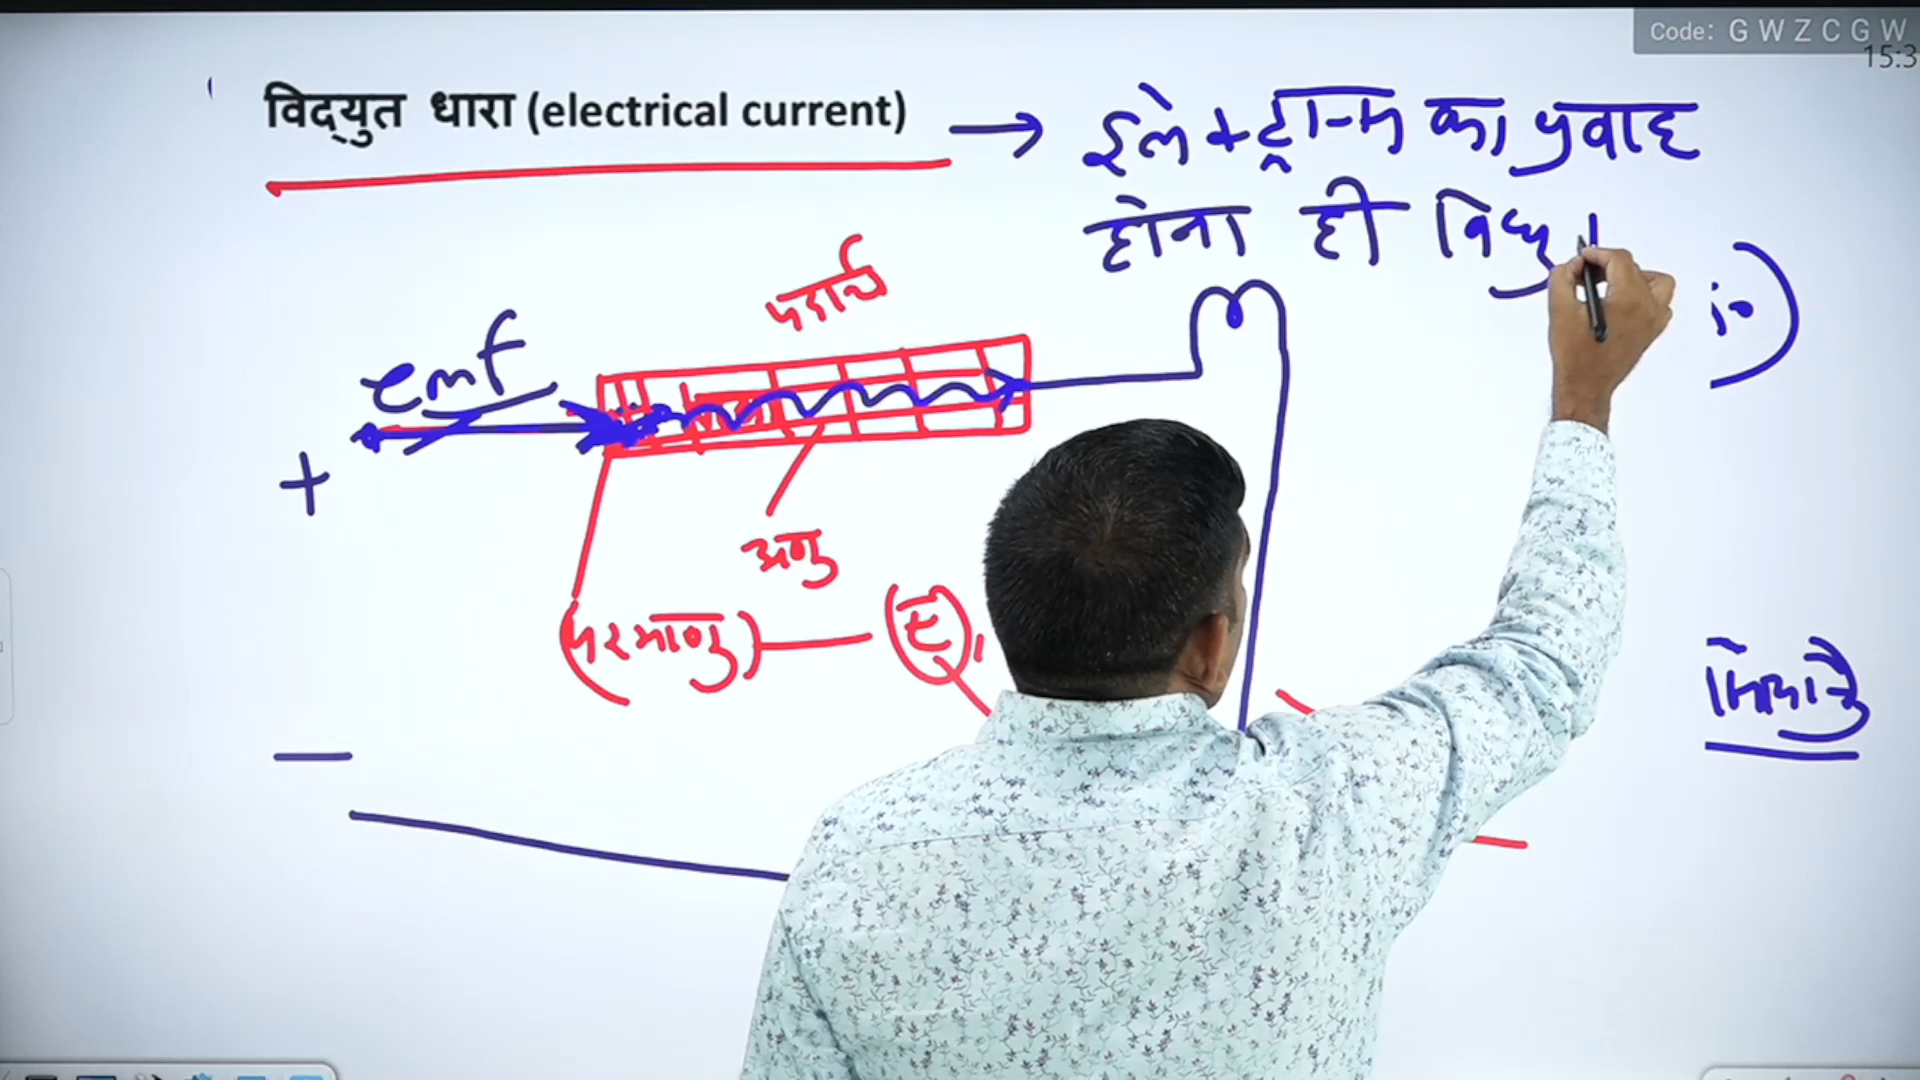 Code: G W Z C G W
15:3
विद्युत धारा (electrical current)
→ इलेक्ट्रान्स का प्रवाह
होना ही विद्यु
पदार्थ
emf
+
अणु
(परमाणु)
—